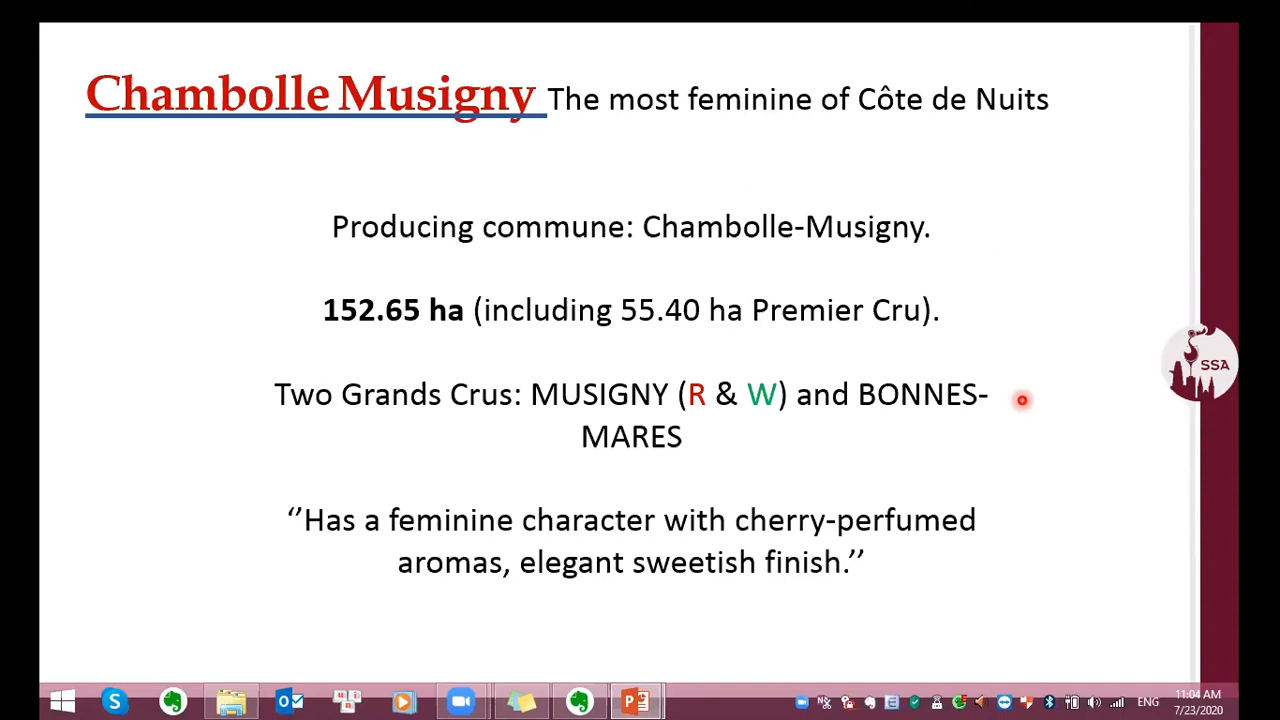 Chambolle Musigny The most feminine of Côte de Nuits
Producing commune: Chambolle-Musigny.
152.65 ha (including 55.40 ha Premier Cru).
Two Grands Crus: MUSIGNY (R & W) and BONNES-
MARES
‘’Has a feminine character with cherry-perfumed
aromas, elegant sweetish finish.’’
SSA
ENG
11:04 AM
7/23/2020